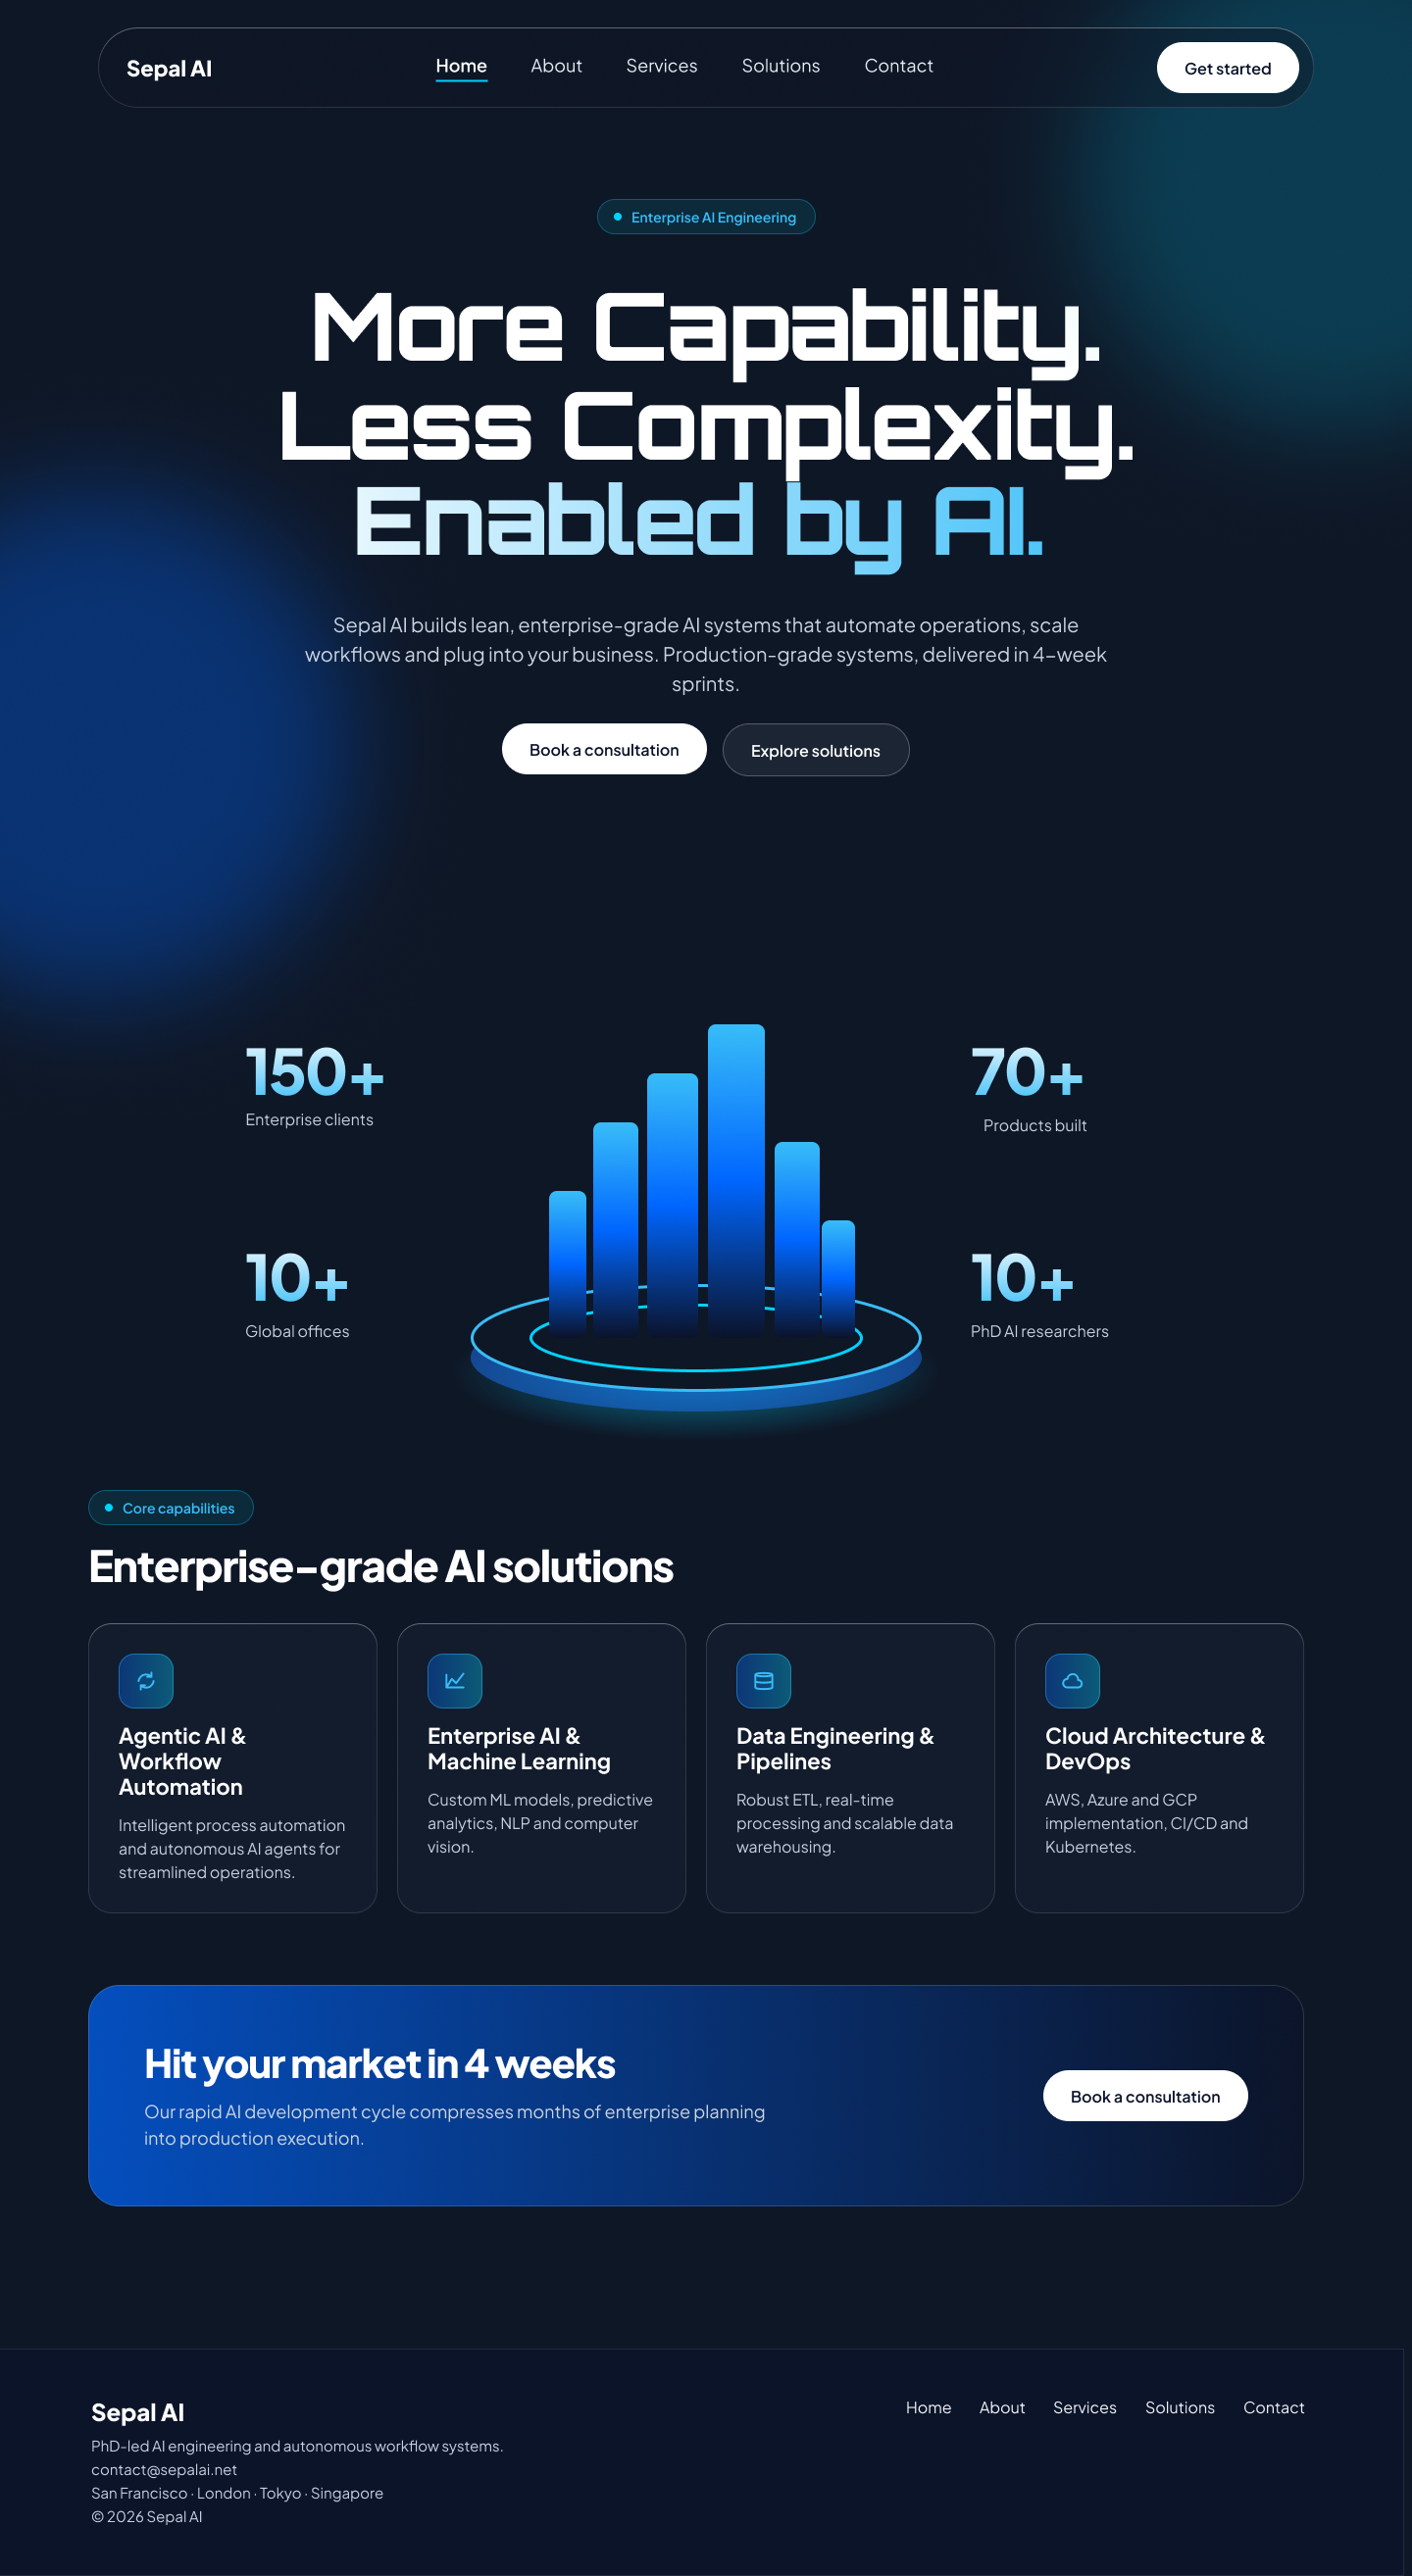 Sepal AI
Home
About
Services
Solutions
Contact
Get started
Enterprise AI Engineering
More Capability.
Less Complexity.
Enabled by AI.
Sepal AI builds lean, enterprise-grade AI systems that automate operations, scale
workflows and plug into your business. Production-grade systems, delivered in 4-week
sprints.
Book a consultation
Explore solutions
150+
Enterprise clients
70+
Products built
10+
Global offices
10+
PhD AI researchers
Core capabilities
Enterprise-grade AI solutions
Agentic AI &
Workflow
Automation
Intelligent process automation
and autonomous AI agents for
streamlined operations.
Enterprise AI &
Machine Learning
Custom ML models, predictive
analytics, NLP and computer
vision.
Data Engineering &
Pipelines
Robust ETL, real-time
processing and scalable data
warehousing.
Cloud Architecture &
DevOps
AWS, Azure and GCP
implementation, CI/CD and
Kubernetes.
Hit your market in 4 weeks
Our rapid AI development cycle compresses months of enterprise planning
into production execution.
Book a consultation
Sepal AI
PhD-led AI engineering and autonomous workflow systems.
contact@sepalai.net
San Francisco · London · Tokyo · Singapore
© 2026 Sepal AI
Home
About
Services
Solutions
Contact